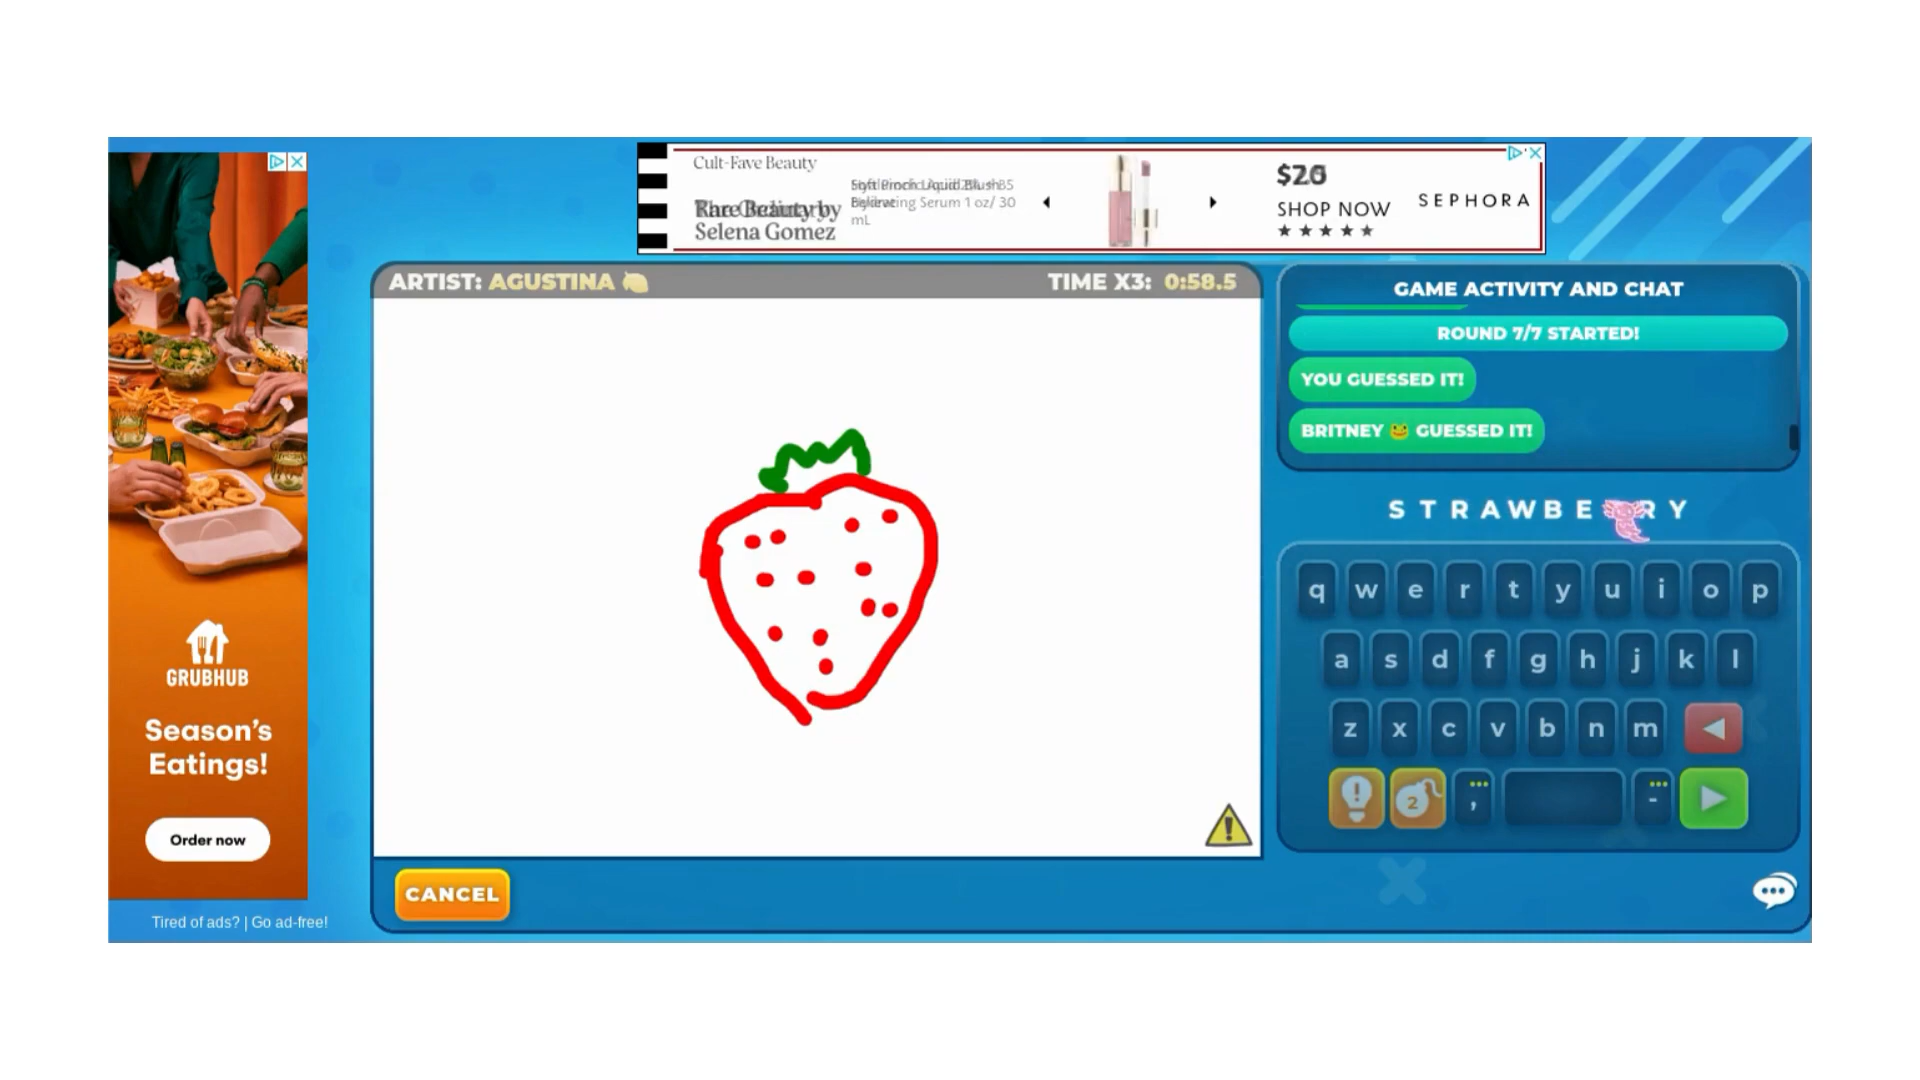 Cult-Fave Beauty
Selena Gomez
SHOP NOW
SEPHORA
ARTIST: AGUSTINA
TIME X3: 0:58.5
GAME ACTIVITY AND CHAT
ROUND 7/7 STARTED!
YOU GUESSED IT!
BRITNEY GUESSED IT!
STRAWBE RY
q w e r t y u i o p
a s d f g h j k l
z x c v b n m
2 , -
CANCEL
GRUBHUB
Season's
Eatings!
Order now
Tired of ads? | Go ad-free!